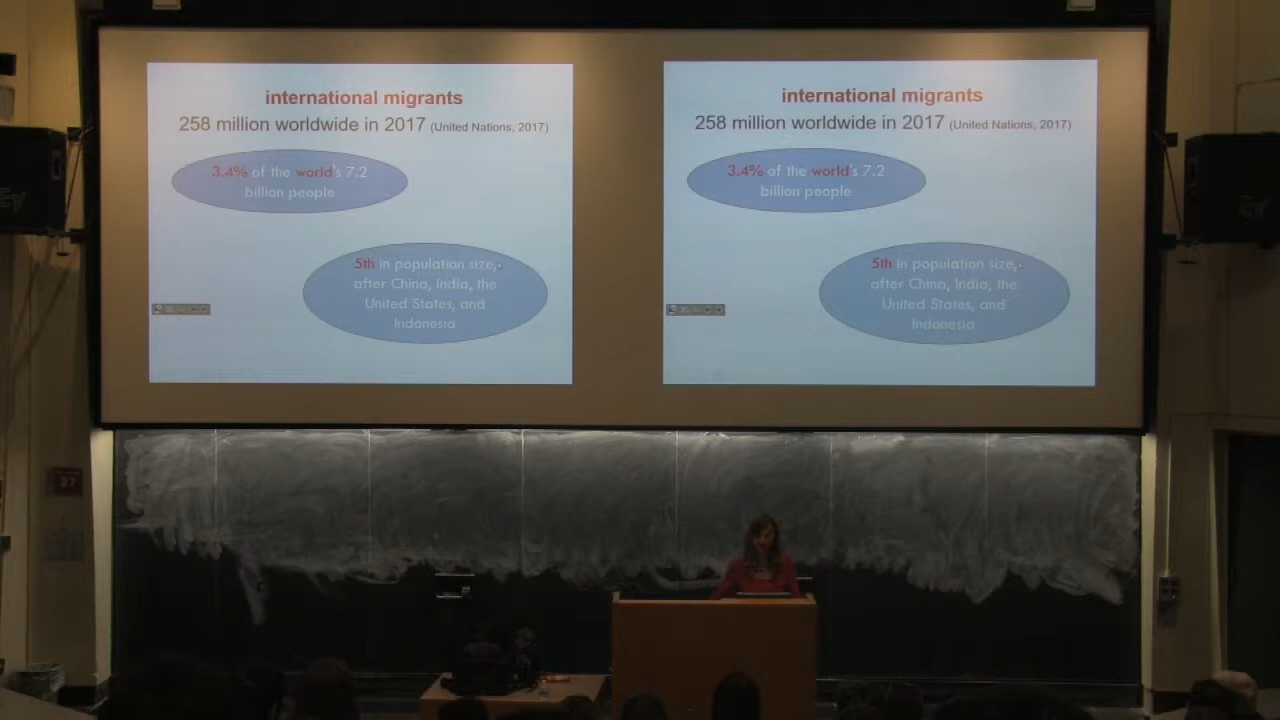 international migrants
258 million worldwide in 2017 (United Nations, 2017)
3.4% of the world's 7.2
billion people
5th in population size,
after China, India, the
United States, and
Indonesia
international migrants
258 million worldwide in 2017 (United Nations, 2017)
3.4% of the world's 7.2
billion people
5th in population size,
after China, India, the
United States, and
Indonesia
27